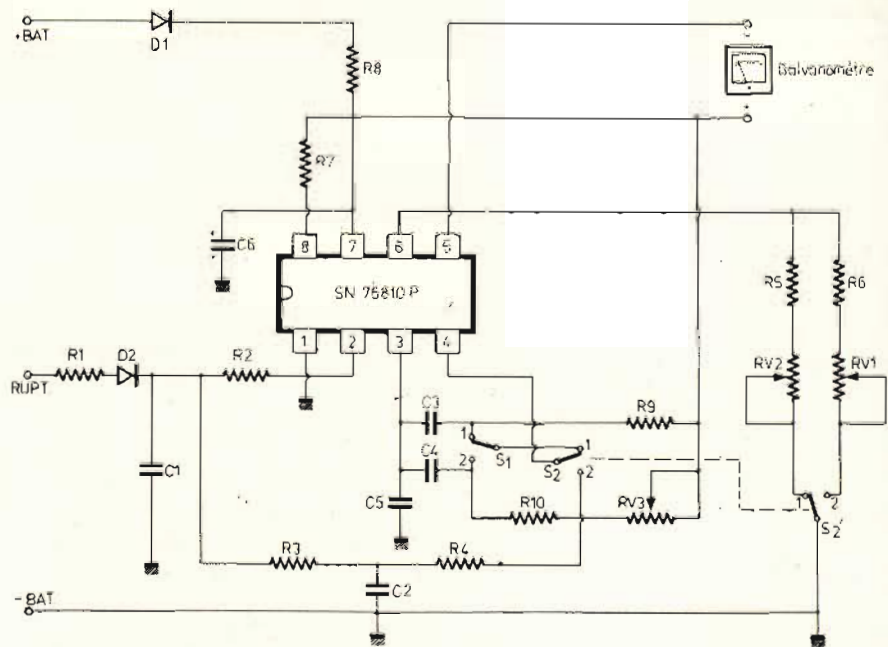 +BAT
D1
R8
Galvanomètre
R7
C6
8
7
6
5
SN 75810 P
R5
R6
1
2
3
4
R1
D2
R2
RUPT.
RV2
RV1
C3
R9
1
1
C4
S1
S2
2
2
C1
C5
R10
RV3
1
2
S2'
R3
R4
C2
-BAT